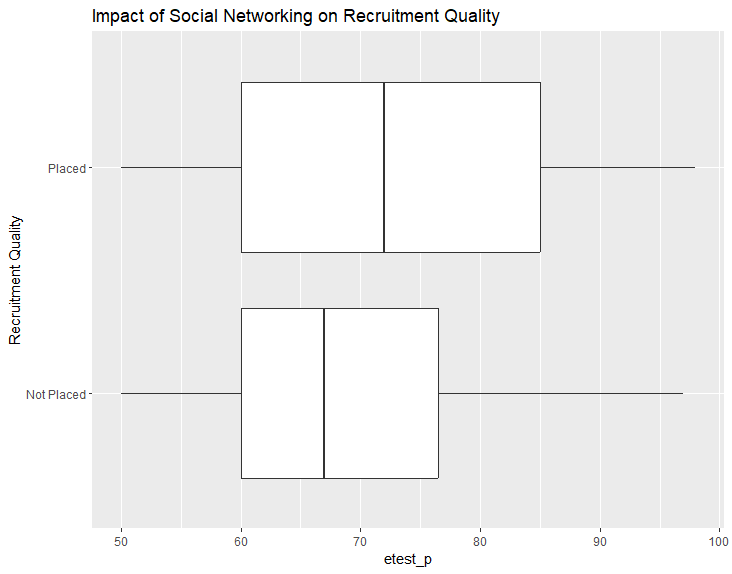 Impact of Social Networking on Recruitment Quality
Recruitment Quality
Placed
Not Placed
50 60 70 80 90 100
etest_p